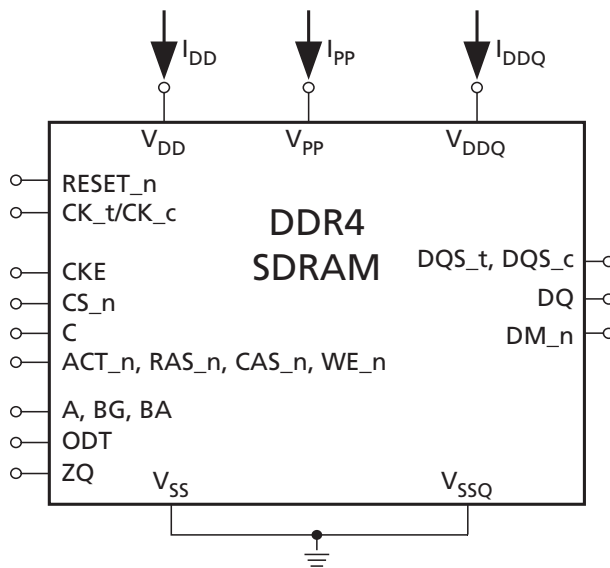 IDD
IPP
IDDQ
VDD
VPP
VDDQ
RESET_n
CK_t/CK_c
DDR4
SDRAM
CKE
CS_n
C
ACT_n, RAS_n, CAS_n, WE_n
A, BG, BA
ODT
ZQ
DQS_t, DQS_c
DQ
DM_n
VSS
VSSQ